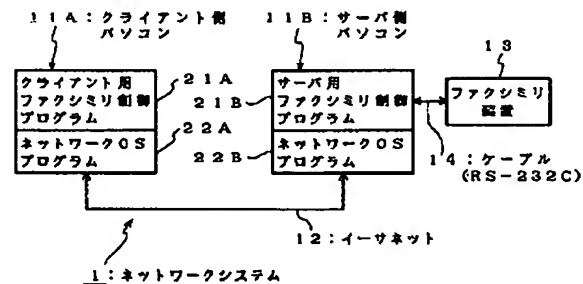 11A：クライアント側
パソコン
11B：サーバ側
パソコン
13
クライアント用
ファクシミリ制御
プログラム
ネットワークOS
プログラム
21A
21B
22A
22B
サーバ用
ファクシミリ制御
プログラム
ネットワークOS
プログラム
ファクシミリ
装置
14：ケーブル
(RS-232C)
12：イーサネット
1：ネットワークシステム